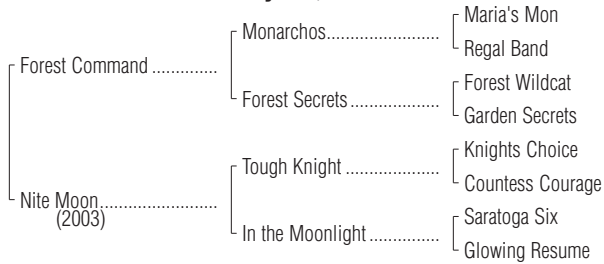 Maria's Mon
Monarchos
Regal Band
Forest Command
Forest Wildcat
Forest Secrets
Garden Secrets
Knights Choice
Tough Knight
Countess Courage
Nite Moon
(2003)
Saratoga Six
In the Moonlight
Glowing Resume